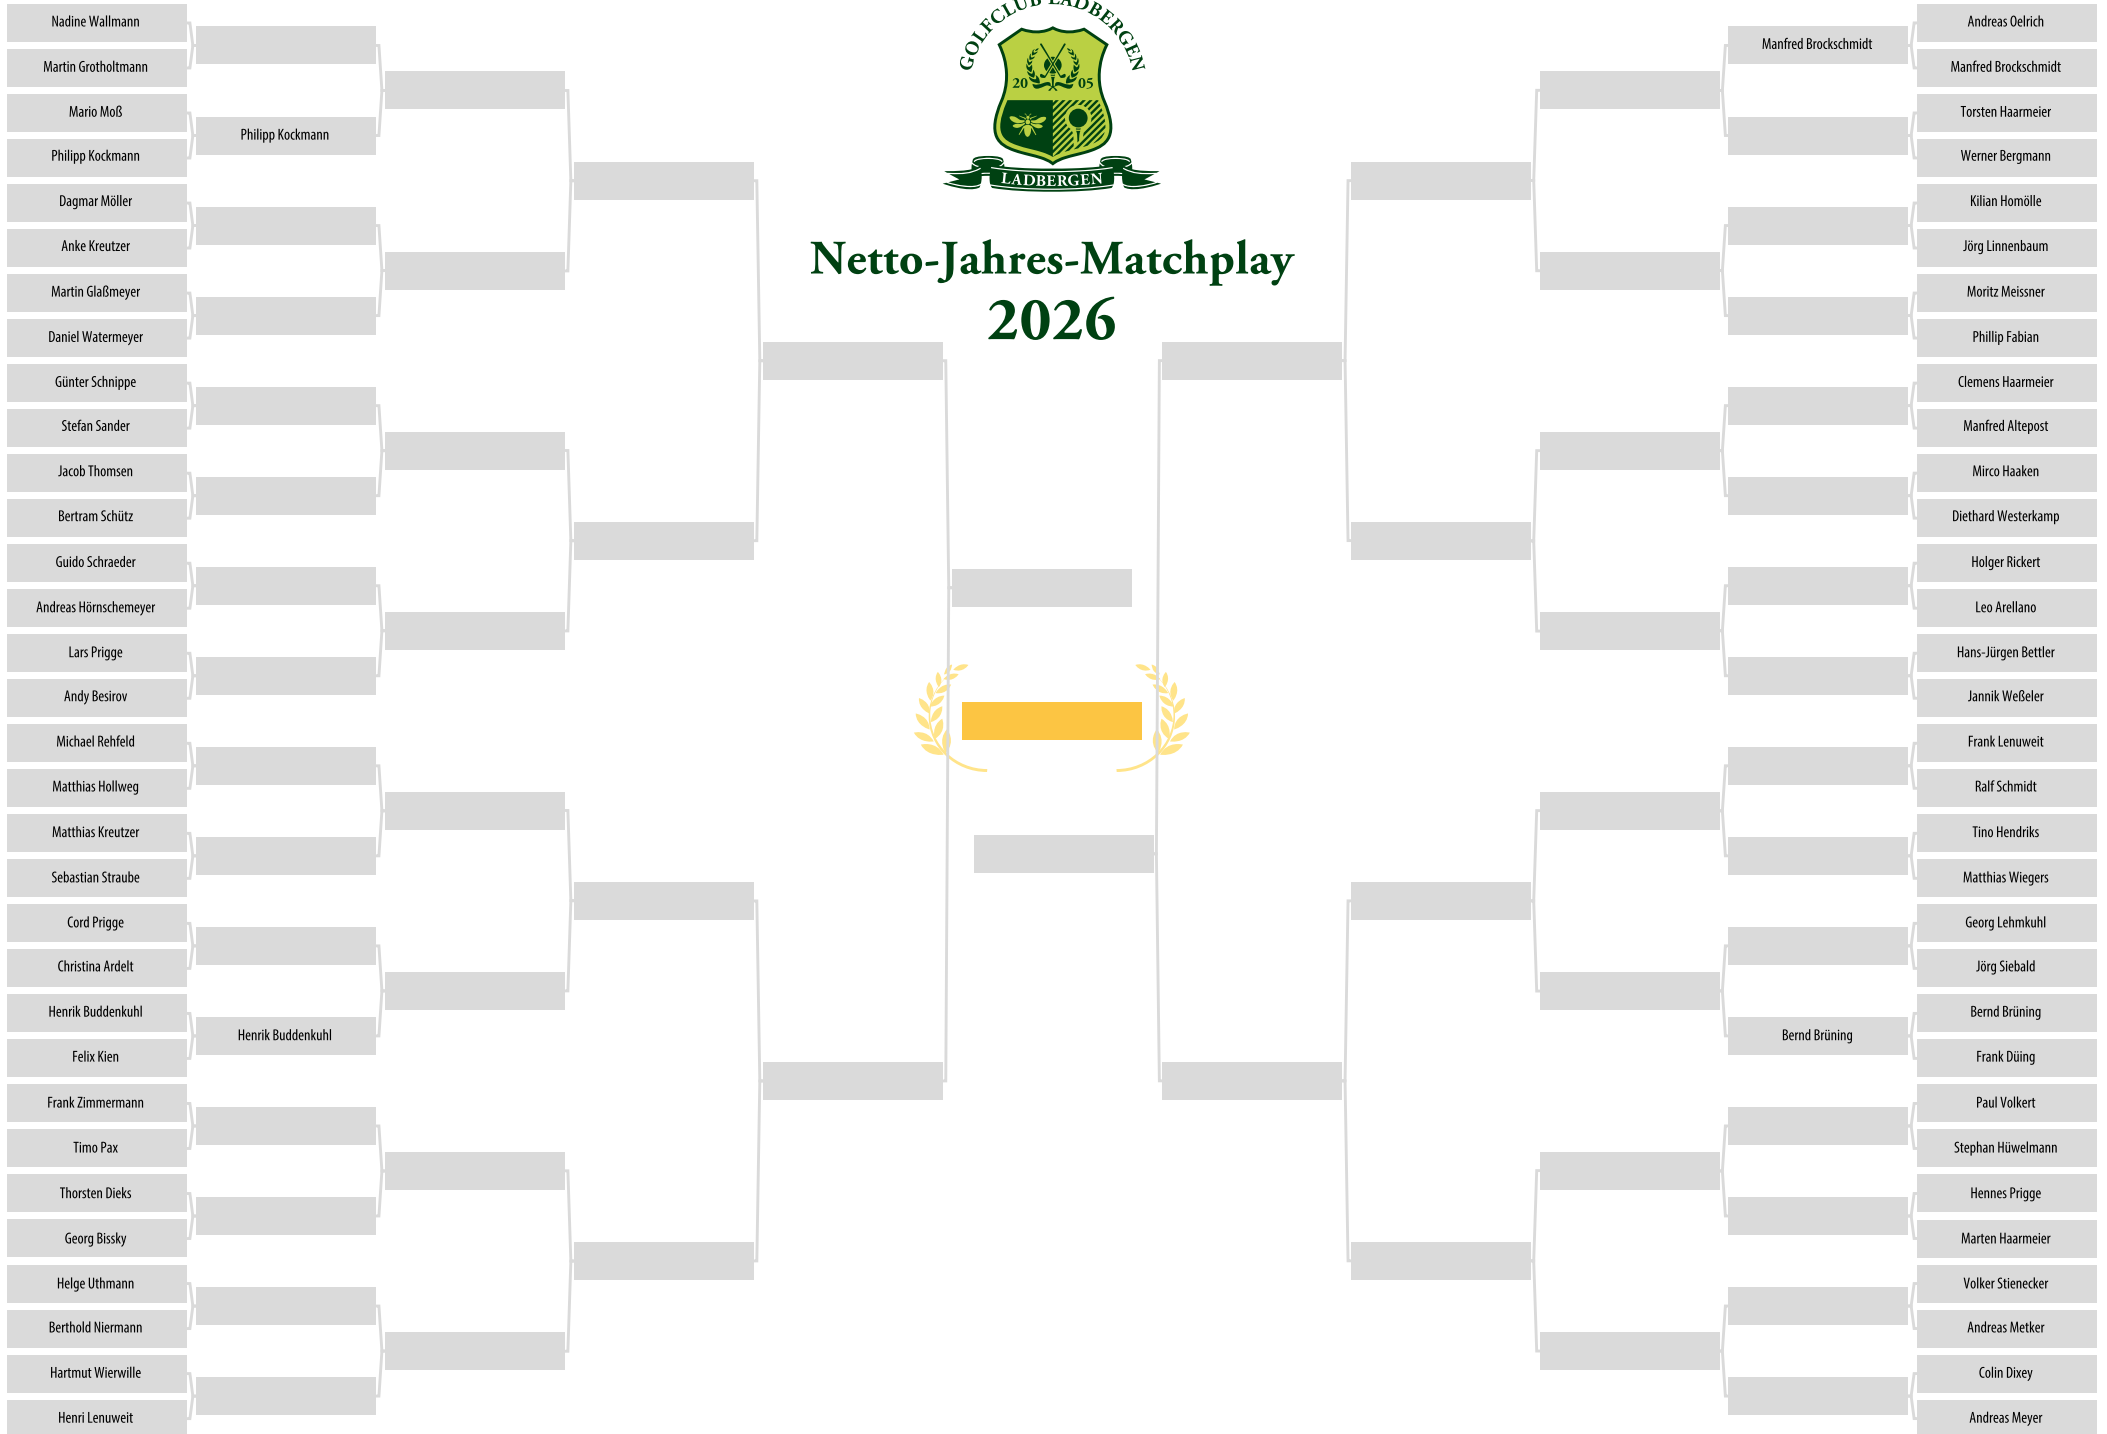 GOLFCLUB LADBERGEN
20 05
LADBERGEN
Netto-Jahres-Matchplay
2026
Nadine Wallmann
Martin Grotholtmann
Mario Moß
Philipp Kockmann
Dagmar Möller
Anke Kreutzer
Martin Glaßmeyer
Daniel Watermeyer
Günter Schnippe
Stefan Sander
Jacob Thomsen
Bertram Schütz
Guido Schraeder
Andreas Hörnschemeyer
Lars Prigge
Andy Besirov
Michael Rehfeld
Matthias Hollweg
Matthias Kreutzer
Sebastian Straube
Cord Prigge
Christina Ardelt
Henrik Buddenkuhl
Felix Kien
Frank Zimmermann
Timo Pax
Thorsten Dieks
Georg Bissky
Helge Uthmann
Berthold Niermann
Hartmut Wierwille
Henri Lenuweit
Philipp Kockmann
Henrik Buddenkuhl
Manfred Brockschmidt
Bernd Brüning
Andreas Oelrich
Manfred Brockschmidt
Torsten Haarmeier
Werner Bergmann
Kilian Homölle
Jörg Linnenbaum
Moritz Meissner
Phillip Fabian
Clemens Haarmeier
Manfred Altepost
Mirco Haaken
Diethard Westerkamp
Holger Rickert
Leo Arellano
Hans-Jürgen Bettler
Jannik Weßeler
Frank Lenuweit
Ralf Schmidt
Tino Hendriks
Matthias Wiegers
Georg Lehmkuhl
Jörg Siebald
Bernd Brüning
Frank Düing
Paul Volkert
Stephan Hüwelmann
Hennes Prigge
Marten Haarmeier
Volker Stienecker
Andreas Metker
Colin Dixey
Andreas Meyer